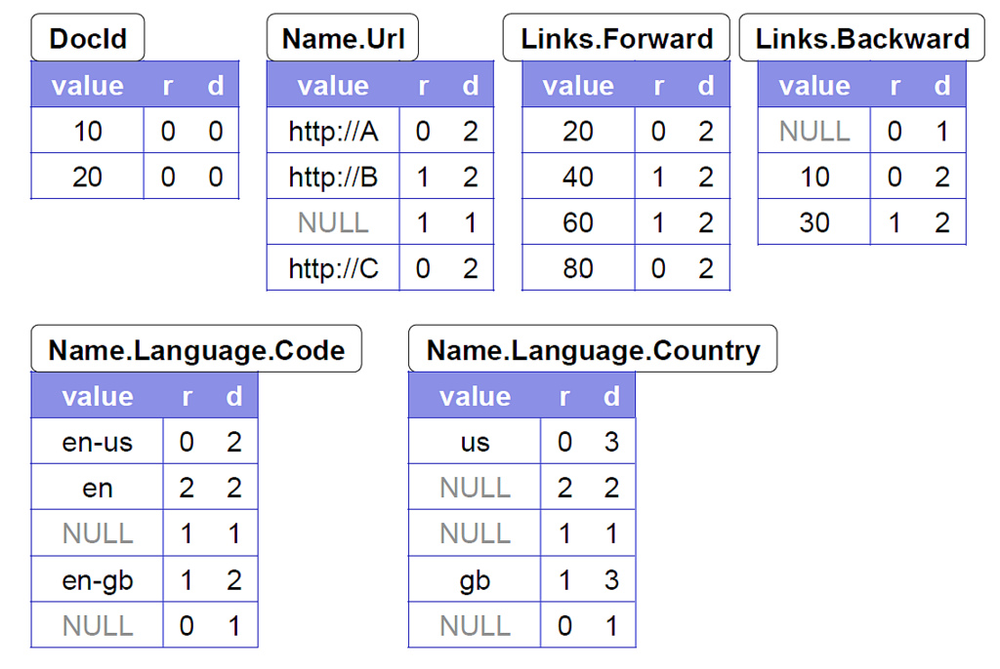 DocId Name.Url Links.Forward Links.Backward
value r d value r d value r d value r d
10 0 0 http://A 0 2 20 0 2 NULL 0 1
20 0 0 http://B 1 2 40 1 2 10 0 2
NULL 1 1 60 1 2 30 1 2
http://C 0 2 80 0 2
Name.Language.Code Name.Language.Country
value r d value r d
en-us 0 2 us 0 3
en 2 2 NULL 2 2
NULL 1 1 NULL 1 1
en-gb 1 2 gb 1 3
NULL 0 1 NULL 0 1